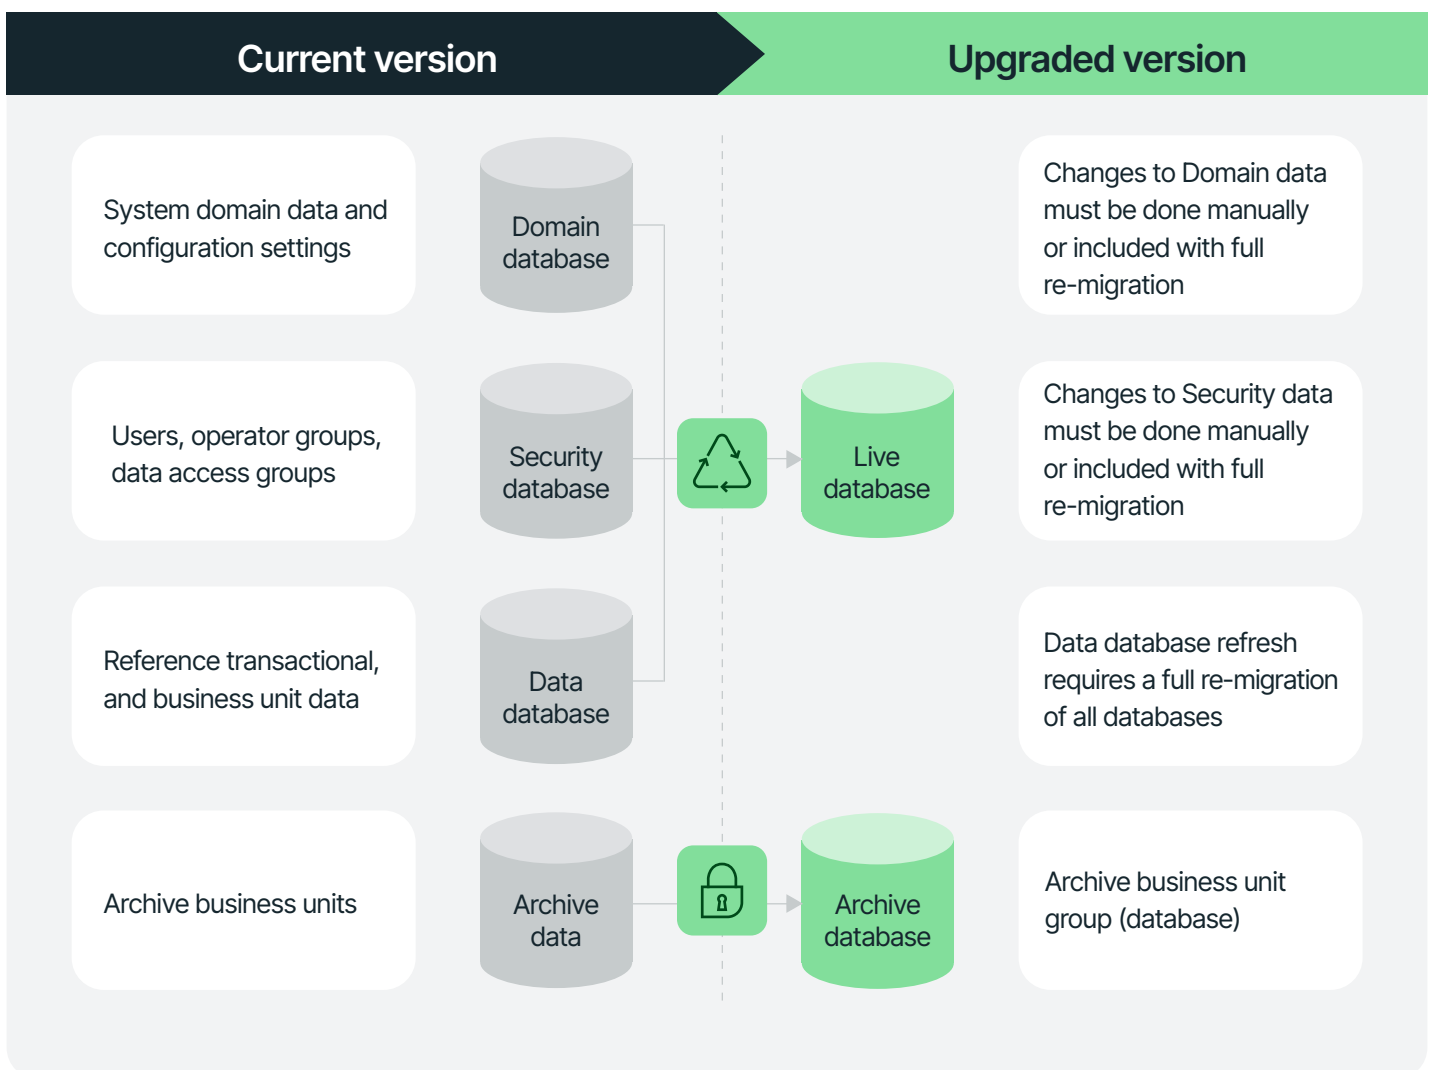 Current version
Upgraded version
System domain data and
configuration settings
Domain
database
Changes to Domain data
must be done manually
or included with full
re-migration
Users, operator groups,
data access groups
Security
database
Live
database
Changes to Security data
must be done manually
or included with full
re-migration
Reference transactional,
and business unit data
Data
database
Data database refresh
requires a full re-migration
of all databases
Archive business units
Archive
data
Archive
database
Archive business unit
group (database)